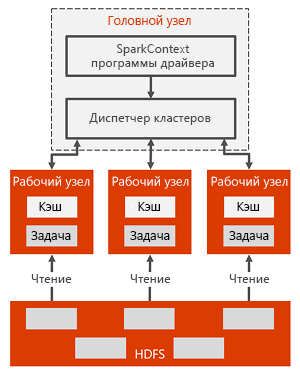 Головной узел
SparkContext
программы драйвера
Диспетчер кластеров
Рабочий узел Рабочий узел Рабочий узел
Кэш Кэш Кэш
Задача Задача Задача
Чтение Чтение Чтение
HDFS